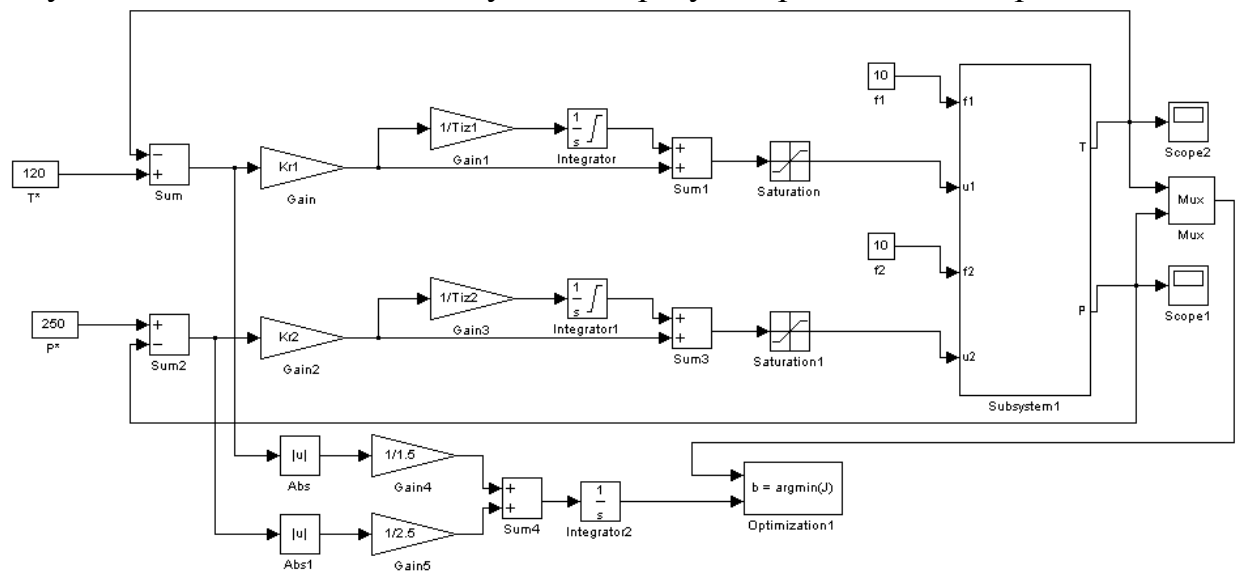 10
f1
f1
T
Scope2
120
T*
−
+
Sum
Kr1
Gain
1/Tiz1
Gain1
1
s
Integrator
+
+
Sum1
Saturation
u1
Mux
Mux
10
f2
f2
250
P*
+
−
Sum2
Kr2
Gain2
1/Tiz2
Gain3
1
s
Integrator1
+
+
Sum3
Saturation1
u2
P
Scope1
Subsystem1
|u|
Abs
1/1.5
Gain4
+
+
Sum4
1
s
Integrator2
b = argmin(J)
Optimization1
|u|
Abs1
1/2.5
Gain5